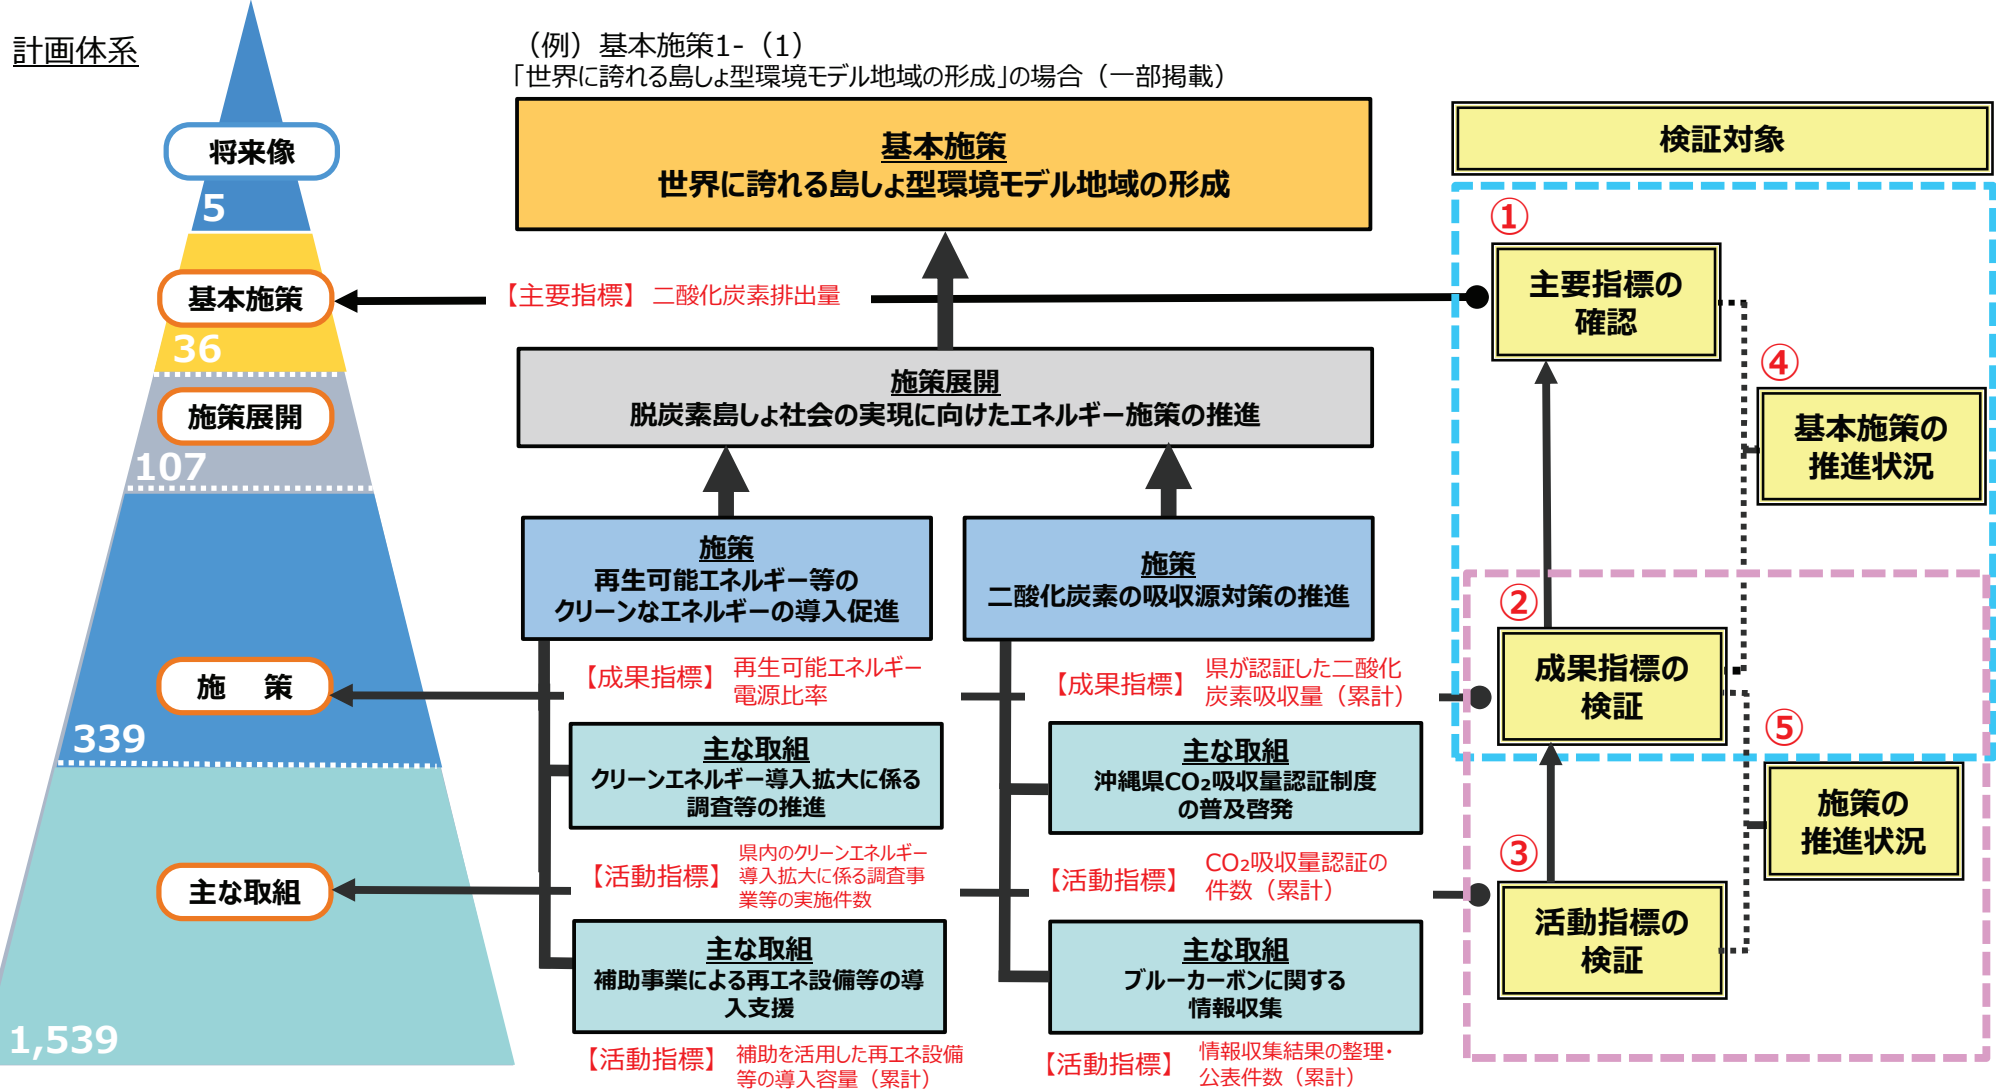 計画体系
（例）基本施策1-（1）
「世界に誇れる島しょ型環境モデル地域の形成」の場合（一部掲載）
将来像
5
基本施策
36
施策展開
107
施　策
339
主な取組
1,539
基本施策
世界に誇れる島しょ型環境モデル地域の形成
【主要指標】二酸化炭素排出量
施策展開
脱炭素島しょ社会の実現に向けたエネルギー施策の推進
施策
再生可能エネルギー等の
クリーンなエネルギーの導入促進
【成果指標】
再生可能エネルギー
電源比率
主な取組
クリーンエネルギー導入拡大に係る
調査等の推進
【活動指標】
県内のクリーンエネルギー
導入拡大に係る調査事
業等の実施件数
主な取組
補助事業による再エネ設備等の導
入支援
【活動指標】
補助を活用した再エネ設備
等の導入容量（累計）
施策
二酸化炭素の吸収源対策の推進
【成果指標】
県が認証した二酸化
炭素吸収量（累計）
主な取組
沖縄県CO₂吸収量認証制度
の普及啓発
【活動指標】
CO₂吸収量認証の
件数（累計）
主な取組
ブルーカーボンに関する
情報収集
【活動指標】
情報収集結果の整理・
公表件数（累計）
検証対象
①
主要指標の
確認
④
基本施策の
推進状況
②
成果指標の
検証
⑤
施策の
推進状況
③
活動指標の
検証